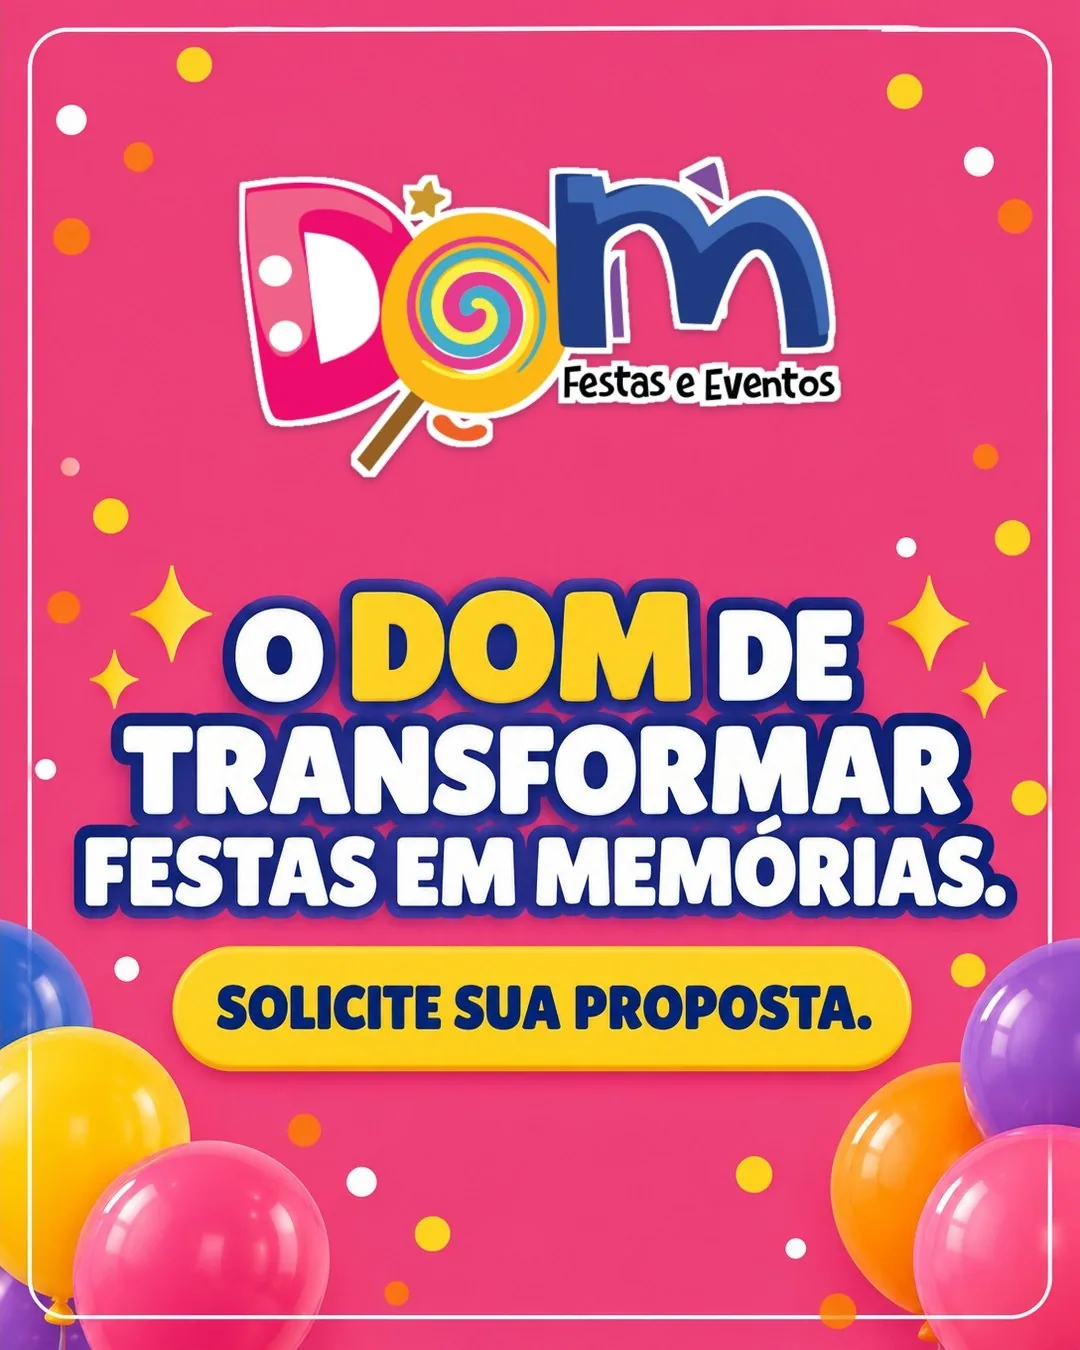 Dom
Festas e Eventos
O DOM DE
TRANSFORMAR
FESTAS EM MEMÓRIAS.
SOLICITE SUA PROPOSTA.